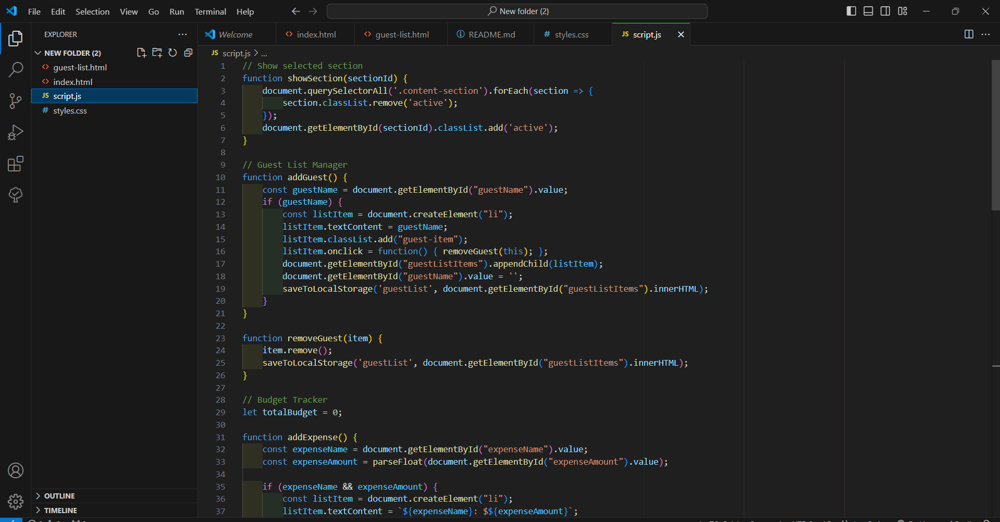 File Edit Selection View Go Run Terminal Help New folder (2)
EXPLORER
NEW FOLDER (2)
guest-list.html
index.html
JS script.js
# styles.css
OUTLINE
TIMELINE
Welcome index.html guest-list.html README.md # styles.css JS script.js
JS script.js > ...
1 // Show selected section
2 function showSection(sectionId) {
3 document.querySelectorAll('.content-section').forEach(section => {
4 section.classList.remove('active');
5 });
6 document.getElementById(sectionId).classList.add('active');
7 }
8
9 // Guest List Manager
10 function addGuest() {
11 const guestName = document.getElementById("guestName").value;
12 if (guestName) {
13 const listItem = document.createElement("li");
14 listItem.textContent = guestName;
15 listItem.classList.add("guest-item");
16 listItem.onclick = function() { removeGuest(this); };
17 document.getElementById("guestListItems").appendChild(listItem);
18 document.getElementById("guestName").value = '';
19 saveToLocalStorage('guestList', document.getElementById("guestListItems").innerHTML);
20 }
21 }
22
23 function removeGuest(item) {
24 item.remove();
25 saveToLocalStorage('guestList', document.getElementById("guestListItems").innerHTML);
26 }
27
28 // Budget Tracker
29 let totalBudget = 0;
30
31 function addExpense() {
32 const expenseName = document.getElementById("expenseName").value;
33 const expenseAmount = parseFloat(document.getElementById("expenseAmount").value);
34
35 if (expenseName && expenseAmount) {
36 const listItem = document.createElement("li");
37 listItem.textContent = `${expenseName}: $${expenseAmount}`;